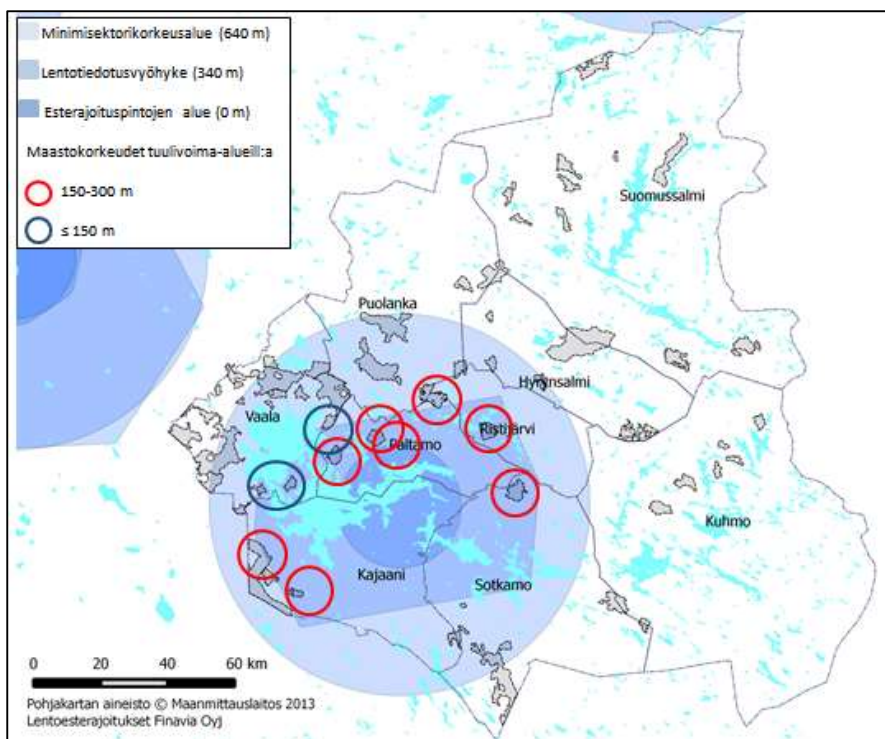 Minimisektorikorkeusalue (640 m)
Lentotiedotusvyöhyke (340 m)
Esterajoituspintojen alue (0 m)
Maastokorkeudet tuulivoima-alueill:a
150-300 m
≤ 150 m
Suomussalmi
Puolanka
Hyrynsalmi
Vaala
Ristijärvi
Paltamo
Kuhmo
Kajaani
Sotkamo
0 20 40 60 km
Pohjakartan aineisto © Maanmittauslaitos 2013
Lentoesterajoitukset Finavia Oyj